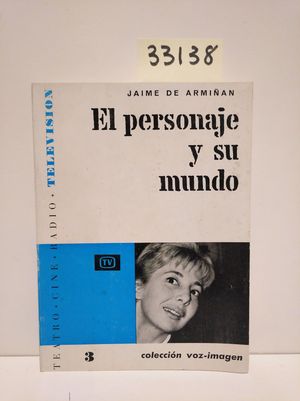 33138
JAIME DE ARMIÑAN
El personaje
y su
mundo
TEATRO · CINE · RADIO · TELEVISION
TV
3
colección voz-imagen